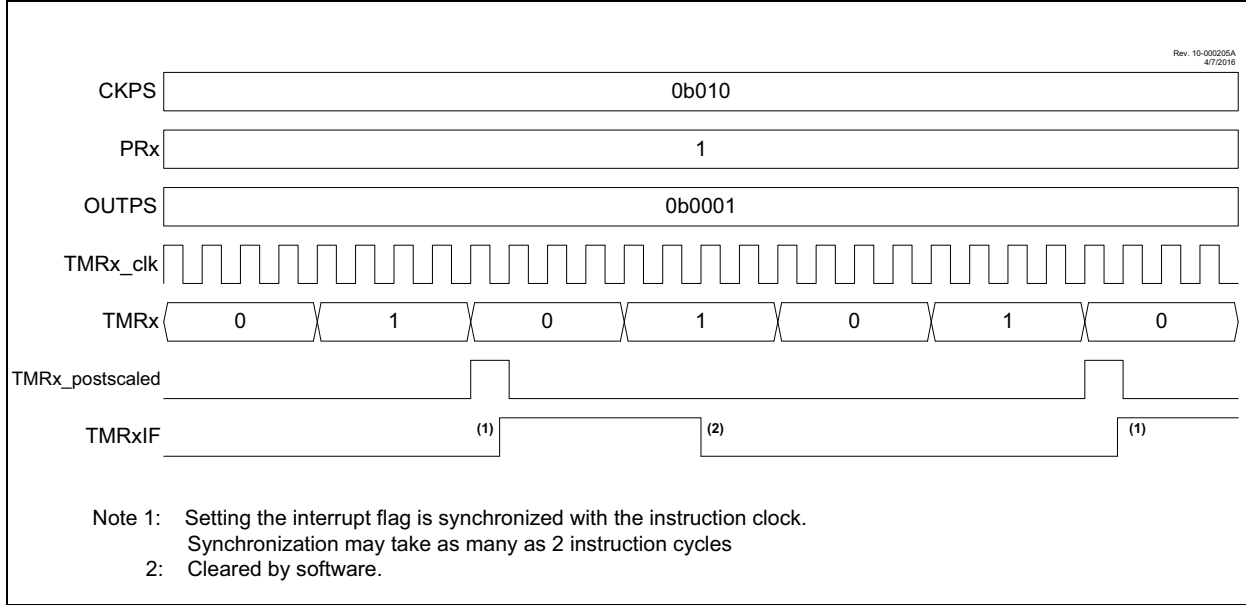 Rev. 10-000205A
4/7/2016
CKPS 0b010
PRx 1
OUTPS 0b0001
TMRx_clk
TMRx 0 1 0 1 0 1 0
TMRx_postscaled
TMRxIF (1) (2) (1)
Note 1: Setting the interrupt flag is synchronized with the instruction clock.
Synchronization may take as many as 2 instruction cycles
2: Cleared by software.